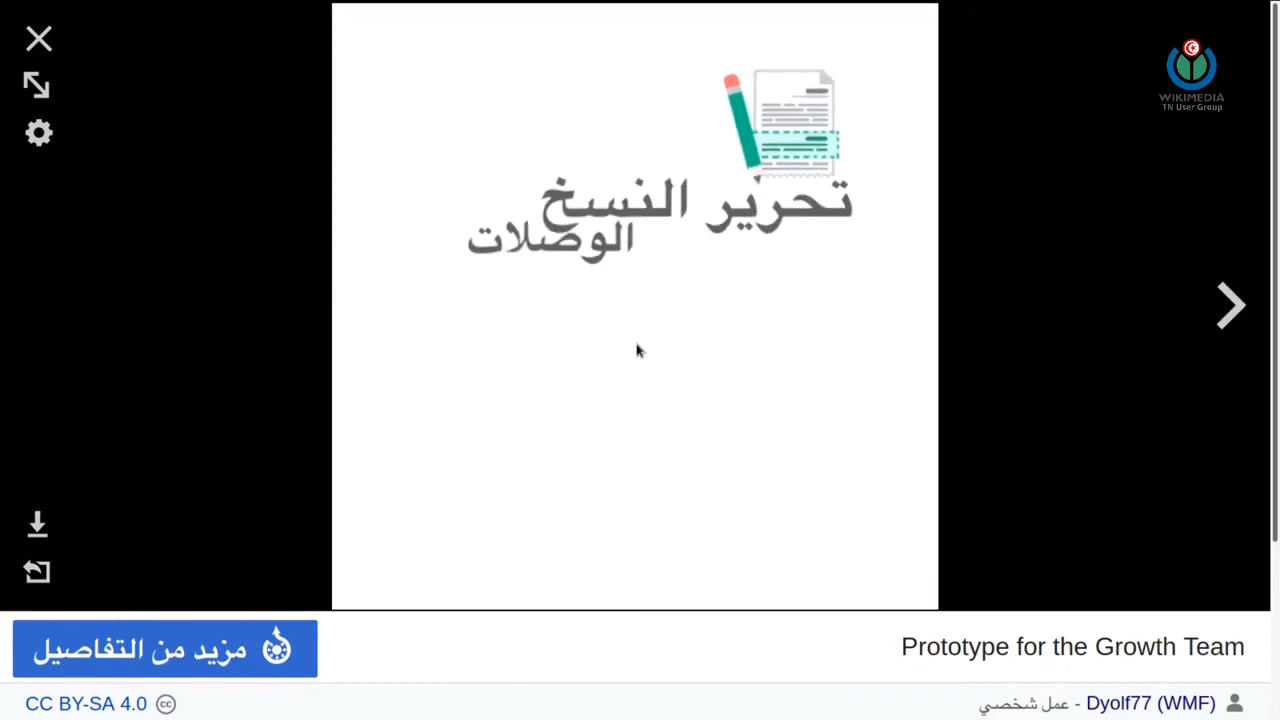 WIKIMEDIA
TN User Group
تحرير النسخ
الوصلات
Prototype for the Growth Team
مزيد من التفاصيل
Dyolf77 (WMF) - عمل شخصي
CC BY-SA 4.0